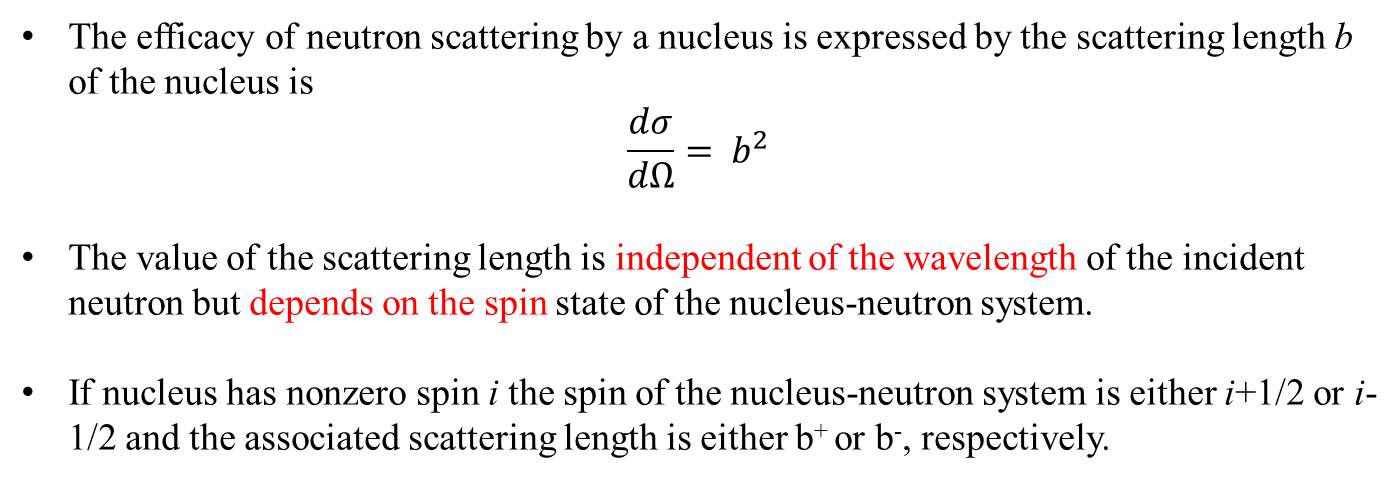 • The efficacy of neutron scattering by a nucleus is expressed by the scattering length b
of the nucleus is
dσ/dΩ = b²
• The value of the scattering length is independent of the wavelength of the incident
neutron but depends on the spin state of the nucleus-neutron system.
• If nucleus has nonzero spin i the spin of the nucleus-neutron system is either i+1/2 or i-
1/2 and the associated scattering length is either b⁺ or b⁻, respectively.